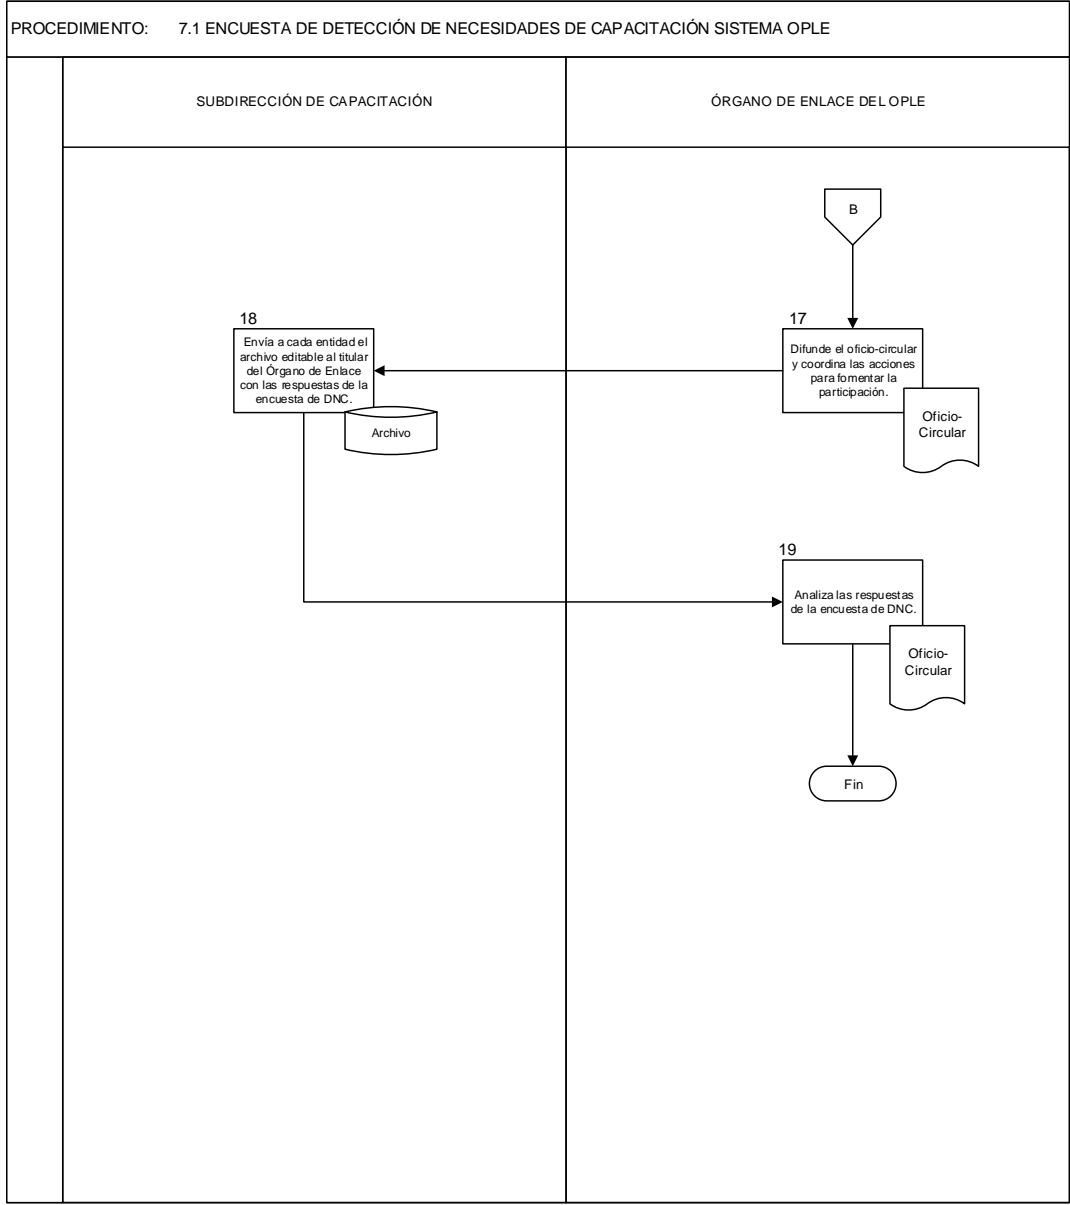 PROCEDIMIENTO: 7.1 ENCUESTA DE DETECCIÓN DE NECESIDADES DE CAPACITACIÓN SISTEMA OPLE
SUBDIRECCIÓN DE CAPACITACIÓN
ÓRGANO DE ENLACE DEL OPLE
B
17
Difunde el oficio-circular
y coordina las acciones
para fomentar la
participación.
Oficio-
Circular
18
Envía a cada entidad el
archivo editable al titular
del Órgano de Enlace
con las respuestas de la
encuesta de DNC.
Archivo
19
Analiza las respuestas
de la encuesta de DNC.
Oficio-
Circular
Fin